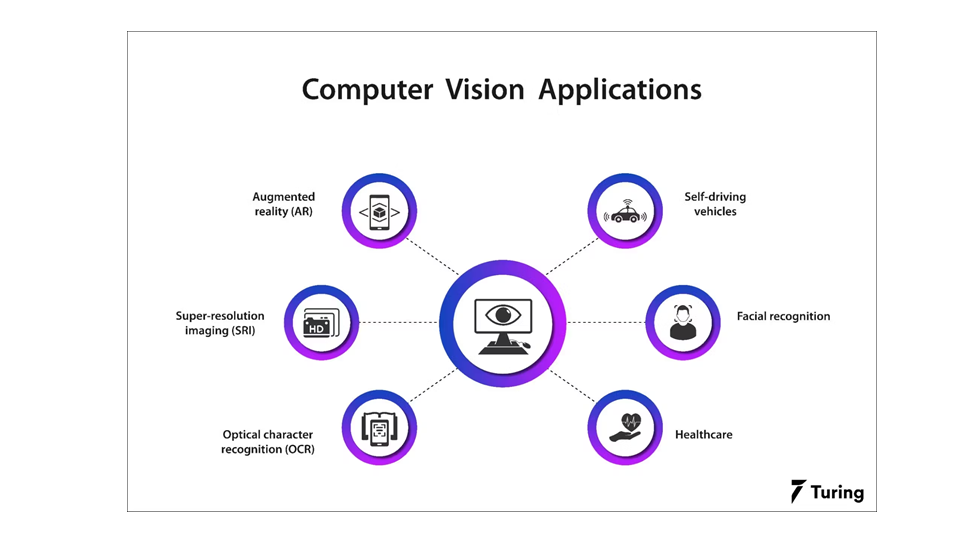 Computer Vision Applications
Augmented
reality (AR)
Self-driving
vehicles
Super-resolution
imaging (SRI)
HD
Facial recognition
Optical character
recognition (OCR)
Healthcare
Turing